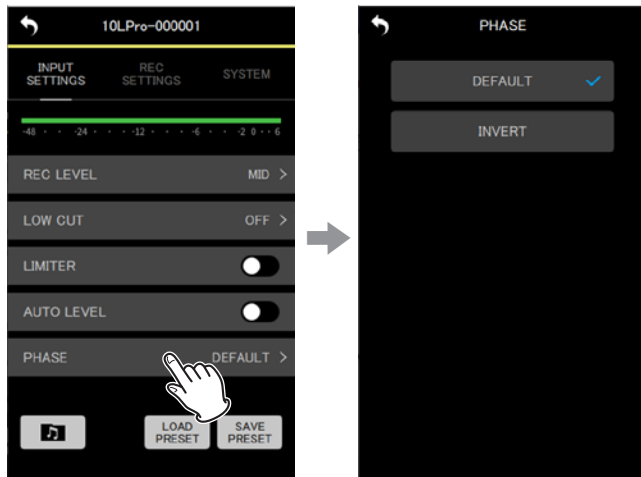 10LPro-000001
INPUT SETTINGS
REC SETTINGS
SYSTEM
-48 · · -24 · · · -12 · · · -6 · · -2 0 · · 6
REC LEVEL MID >
LOW CUT OFF >
LIMITER
AUTO LEVEL
PHASE DEFAULT >
LOAD PRESET
SAVE PRESET
PHASE
DEFAULT
INVERT